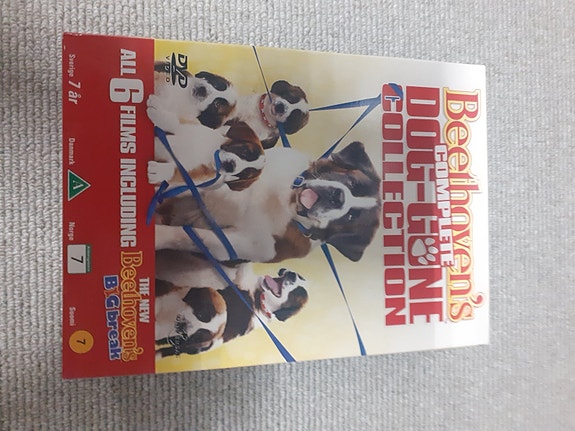 Beethoven's
COMPLETE
DOG-GONE
COLLECTION
DVD
VIDEO
ALL 6 FILMS INCLUDING
THE NEW
Beethoven's
BiG break
Sverige 7 år
Danmark A
Norge 7
Suomi 7